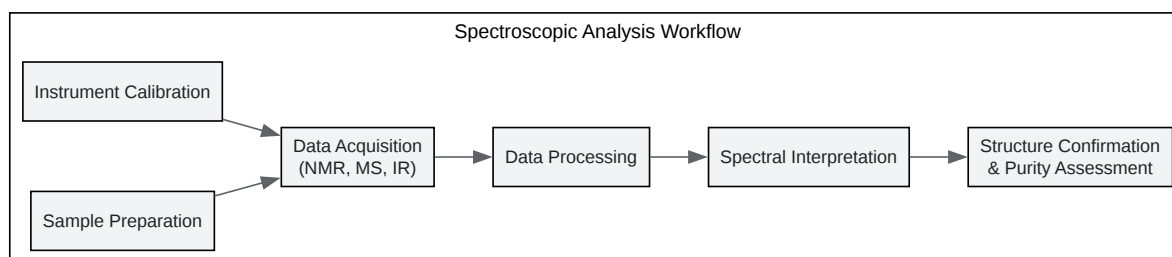 Spectroscopic Analysis Workflow
Instrument Calibration
Sample Preparation
Data Acquisition
(NMR, MS, IR)
Data Processing
Spectral Interpretation
Structure Confirmation
& Purity Assessment